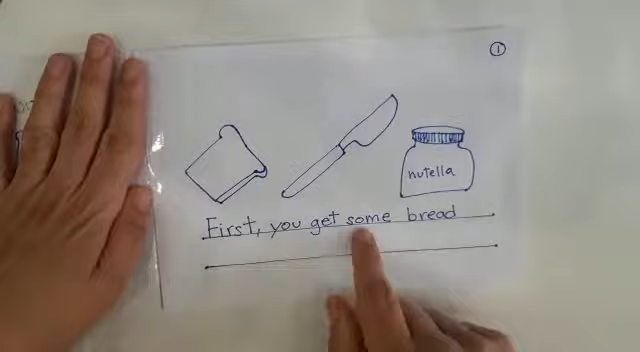 ①
nutella
First, you get some bread